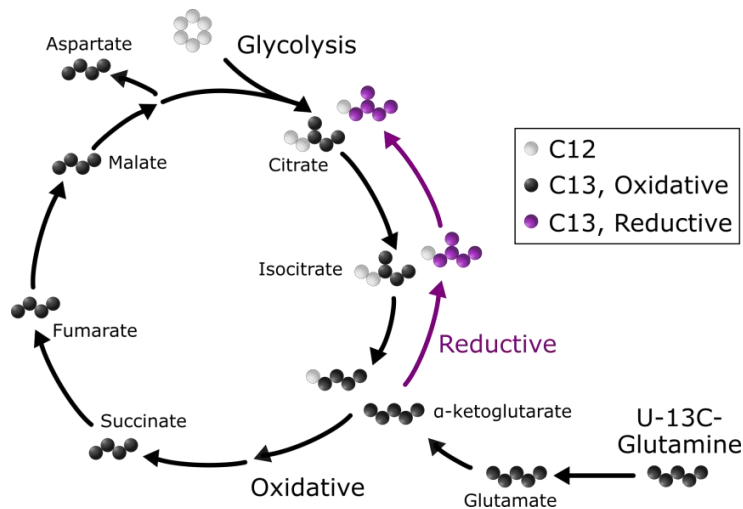 Aspartate
Glycolysis
Citrate
Malate
C12
C13, Oxidative
C13, Reductive
Isocitrate
Fumarate
Reductive
Succinate
α-ketoglutarate
U-13C-
Glutamine
Oxidative
Glutamate